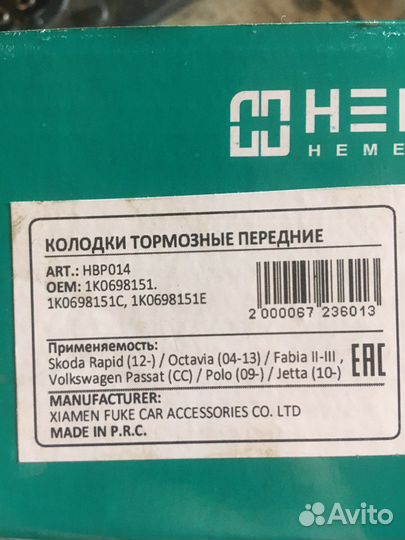 КОЛОДКИ ТОРМОЗНЫЕ ПЕРЕДНИЕ
ART.: HBP014
OEM: 1K0698151.
1K0698151C, 1K0698151E
2 000067 236013
Применяемость:
Skoda Rapid (12-) / Octavia (04-13) / Fabia II-III ,
Volkswagen Passat (CC) / Polo (09-) / Jetta (10-)
EAC
MANUFACTURER:
XIAMEN FUKE CAR ACCESSORIES CO. LTD
MADE IN P.R.C.
Avito